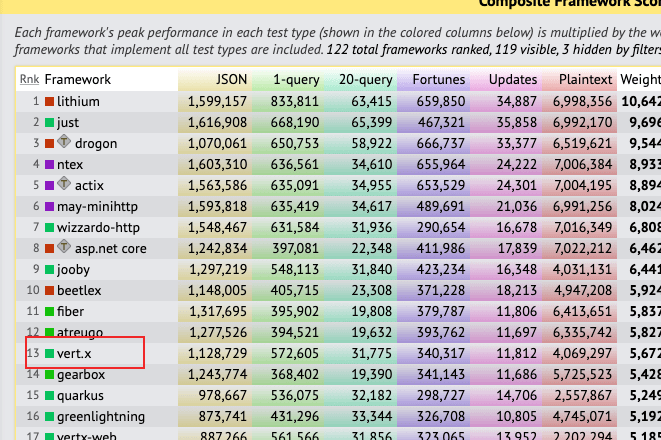 Composite Framework Scor
Each framework's peak performance in each test type (shown in the colored columns below) is multiplied by the we
frameworks that implement all test types are included. 122 total frameworks ranked, 119 visible, 3 hidden by filters
Rnk Framework JSON 1-query 20-query Fortunes Updates Plaintext Weight
1 lithium 1,599,157 833,811 63,415 659,850 34,887 6,998,356 10,642
2 just 1,616,908 668,190 65,399 467,321 35,858 6,992,170 9,696
3 T drogon 1,070,061 650,753 58,922 666,737 33,377 6,519,621 9,544
4 ntex 1,603,310 636,561 34,610 655,964 24,222 7,006,384 8,933
5 T actix 1,563,586 635,091 34,955 653,529 24,301 7,004,195 8,894
6 may-minihttp 1,593,818 635,419 34,617 489,691 21,036 6,991,256 8,024
7 wizzardo-http 1,548,467 631,584 31,936 290,654 16,678 7,016,349 6,808
8 T asp.net core 1,242,834 397,081 22,348 411,986 17,839 7,022,212 6,462
9 jooby 1,297,219 548,113 31,840 423,234 16,348 4,031,131 6,441
10 beetlex 1,148,005 405,715 23,308 371,228 18,213 4,947,208 5,924
11 fiber 1,317,695 395,902 19,808 379,787 11,806 6,413,651 5,837
12 atreugo 1,277,526 394,521 19,632 393,762 11,697 6,335,742 5,827
13 vert.x 1,128,729 572,605 31,775 340,317 11,812 4,069,297 5,672
14 gearbox 1,243,774 368,402 19,390 341,143 11,686 5,725,523 5,428
15 quarkus 978,667 536,075 32,182 298,727 14,706 2,557,867 5,249
16 greenlightning 873,741 431,296 33,344 326,708 10,805 4,745,071 5,192
17 vertx-web 887,266 561,566 31,856 323,065 13,952 2,202,294 5,185